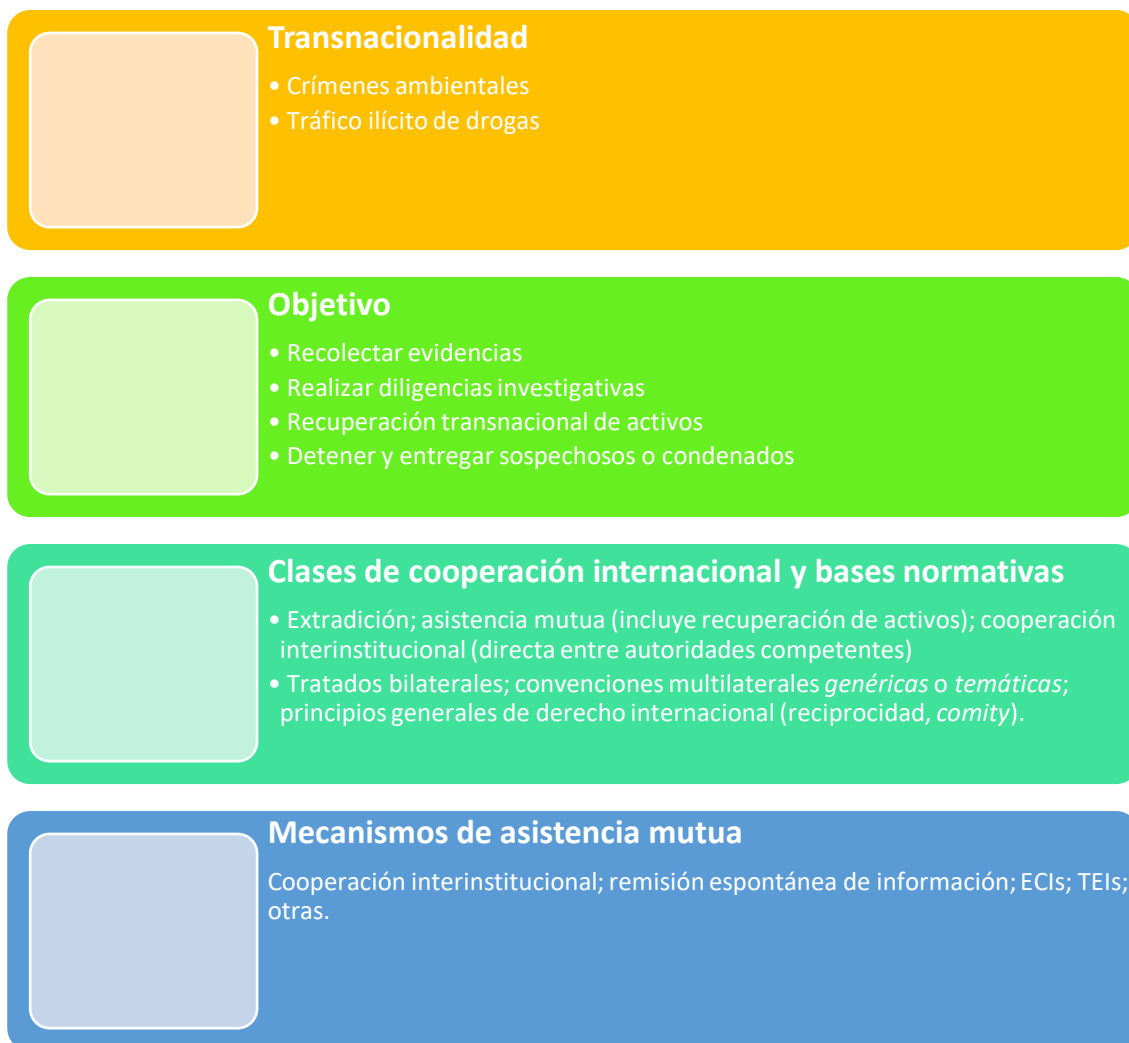 Transnacionalidad
• Crímenes ambientales
• Tráfico ilícito de drogas
Objetivo
• Recolectar evidencias
• Realizar diligencias investigativas
• Recuperación transnacional de activos
• Detener y entregar sospechosos o condenados
Clases de cooperación internacional y bases normativas
• Extradición; asistencia mutua (incluye recuperación de activos); cooperación
interinstitucional (directa entre autoridades competentes)
• Tratados bilaterales; convenciones multilaterales genéricas o temáticas;
principios generales de derecho internacional (reciprocidad, comity).
Mecanismos de asistencia mutua
Cooperación interinstitucional; remisión espontánea de información; ECIs; TEIs;
otras.